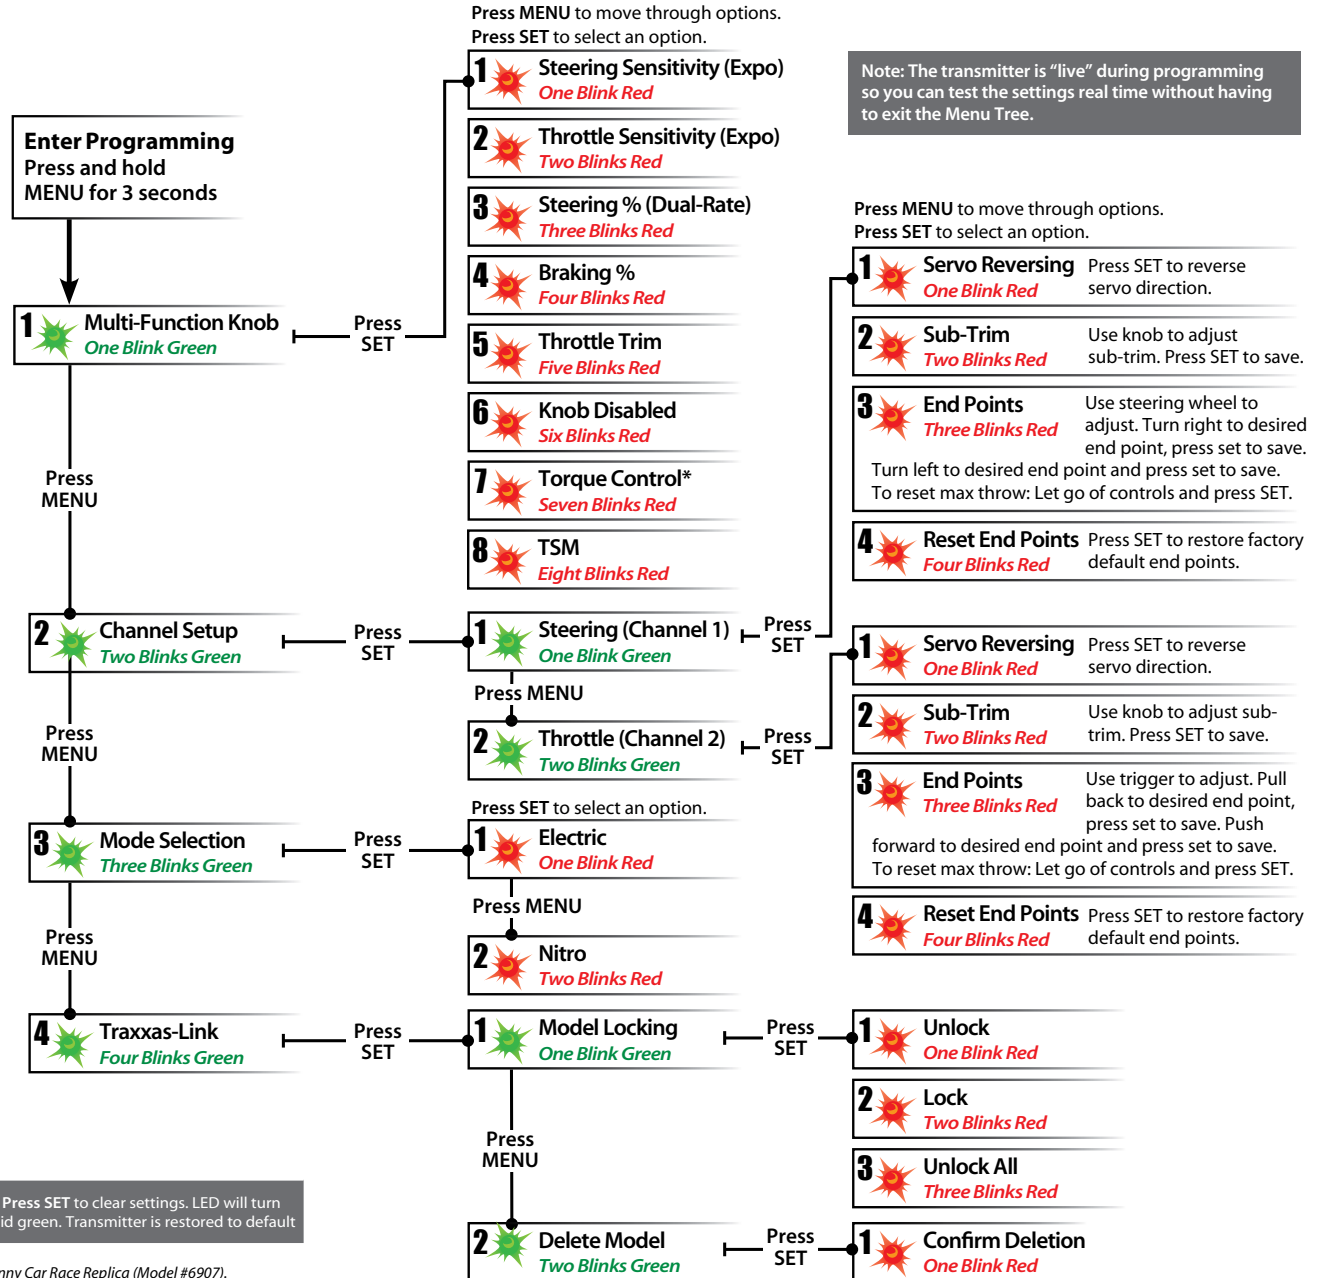 Press MENU to move through options.
Press SET to select an option.
1 Steering Sensitivity (Expo)
One Blink Red
2 Throttle Sensitivity (Expo)
Two Blinks Red
3 Steering % (Dual-Rate)
Three Blinks Red
4 Braking %
Four Blinks Red
5 Throttle Trim
Five Blinks Red
6 Knob Disabled
Six Blinks Red
7 Torque Control*
Seven Blinks Red
8 TSM
Eight Blinks Red
Note: The transmitter is “live” during programming
so you can test the settings real time without having
to exit the Menu Tree.
Enter Programming
Press and hold
MENU for 3 seconds
1 Multi-Function Knob
One Blink Green
Press
SET
Press
MENU
2 Channel Setup
Two Blinks Green
Press
SET
1 Steering (Channel 1)
One Blink Green
Press
SET
Press MENU
2 Throttle (Channel 2)
Two Blinks Green
Press
SET
Press MENU to move through options.
Press SET to select an option.
1 Servo Reversing Press SET to reverse
One Blink Red servo direction.
2 Sub-Trim Use knob to adjust
Two Blinks Red sub-trim. Press SET to save.
3 End Points Use steering wheel to
Three Blinks Red adjust. Turn right to desired
end point, press set to save.
Turn left to desired end point and press set to save.
To reset max throw: Let go of controls and press SET.
4 Reset End Points Press SET to restore factory
Four Blinks Red default end points.
1 Servo Reversing Press SET to reverse
One Blink Red servo direction.
2 Sub-Trim Use knob to adjust sub-
Two Blinks Red trim. Press SET to save.
3 End Points Use trigger to adjust. Pull
Three Blinks Red back to desired end point,
press set to save. Push
forward to desired end point and press set to save.
To reset max throw: Let go of controls and press SET.
4 Reset End Points Press SET to restore factory
Four Blinks Red default end points.
Press
MENU
3 Mode Selection
Three Blinks Green
Press
SET
Press SET to select an option.
1 Electric
One Blink Red
Press MENU
2 Nitro
Two Blinks Red
Press
MENU
4 Traxxas-Link
Four Blinks Green
Press
SET
1 Model Locking
One Blink Green
Press
SET
1 Unlock
One Blink Red
2 Lock
Two Blinks Red
3 Unlock All
Three Blinks Red
Press
MENU
2 Delete Model
Two Blinks Green
Press
SET
1 Confirm Deletion
One Blink Red
Press SET to clear settings. LED will turn
id green. Transmitter is restored to default
nny Car Race Replica (Model #6907).